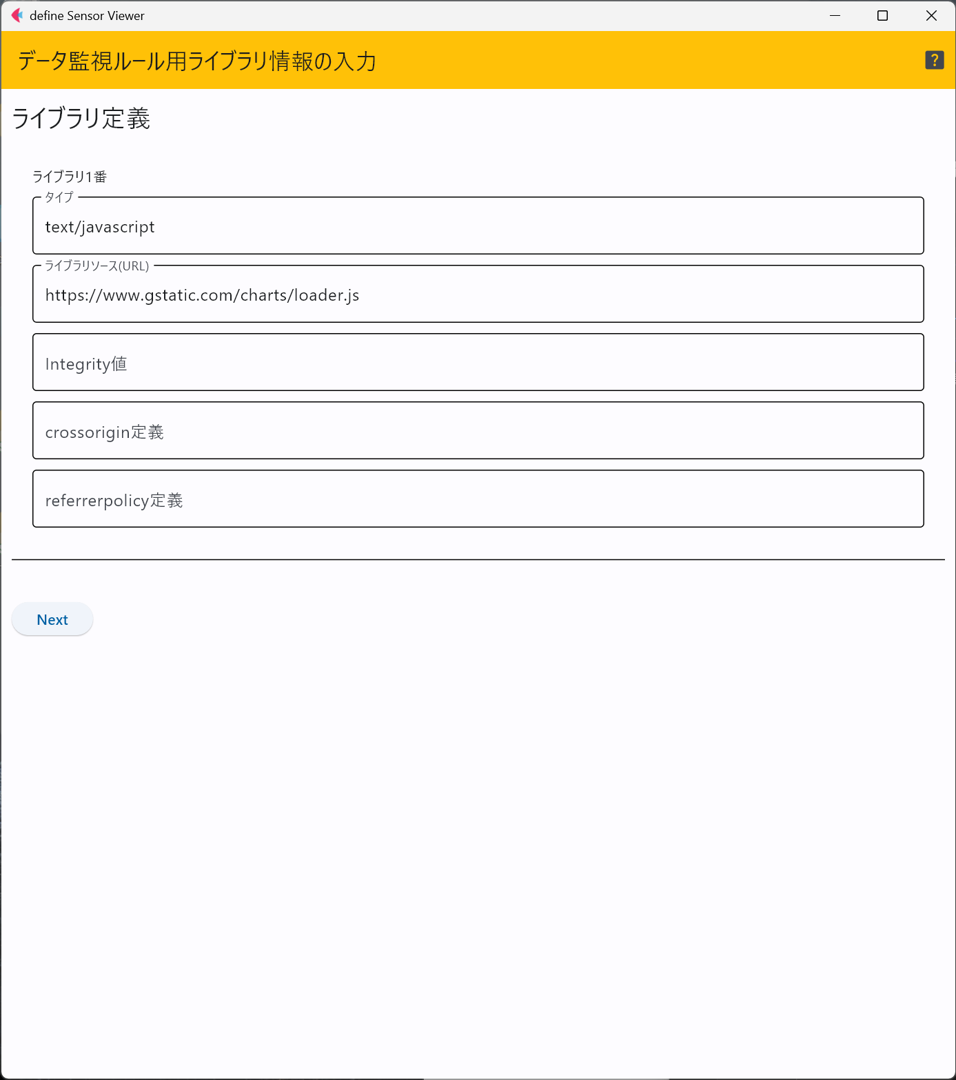 define Sensor Viewer
データ監視ルール用ライブラリ情報の入力
?
ライブラリ定義
ライブラリ1番
タイプ
text/javascript
ライブラリソース(URL)
https://www.gstatic.com/charts/loader.js
Integrity値
crossorigin定義
referrerpolicy定義
Next